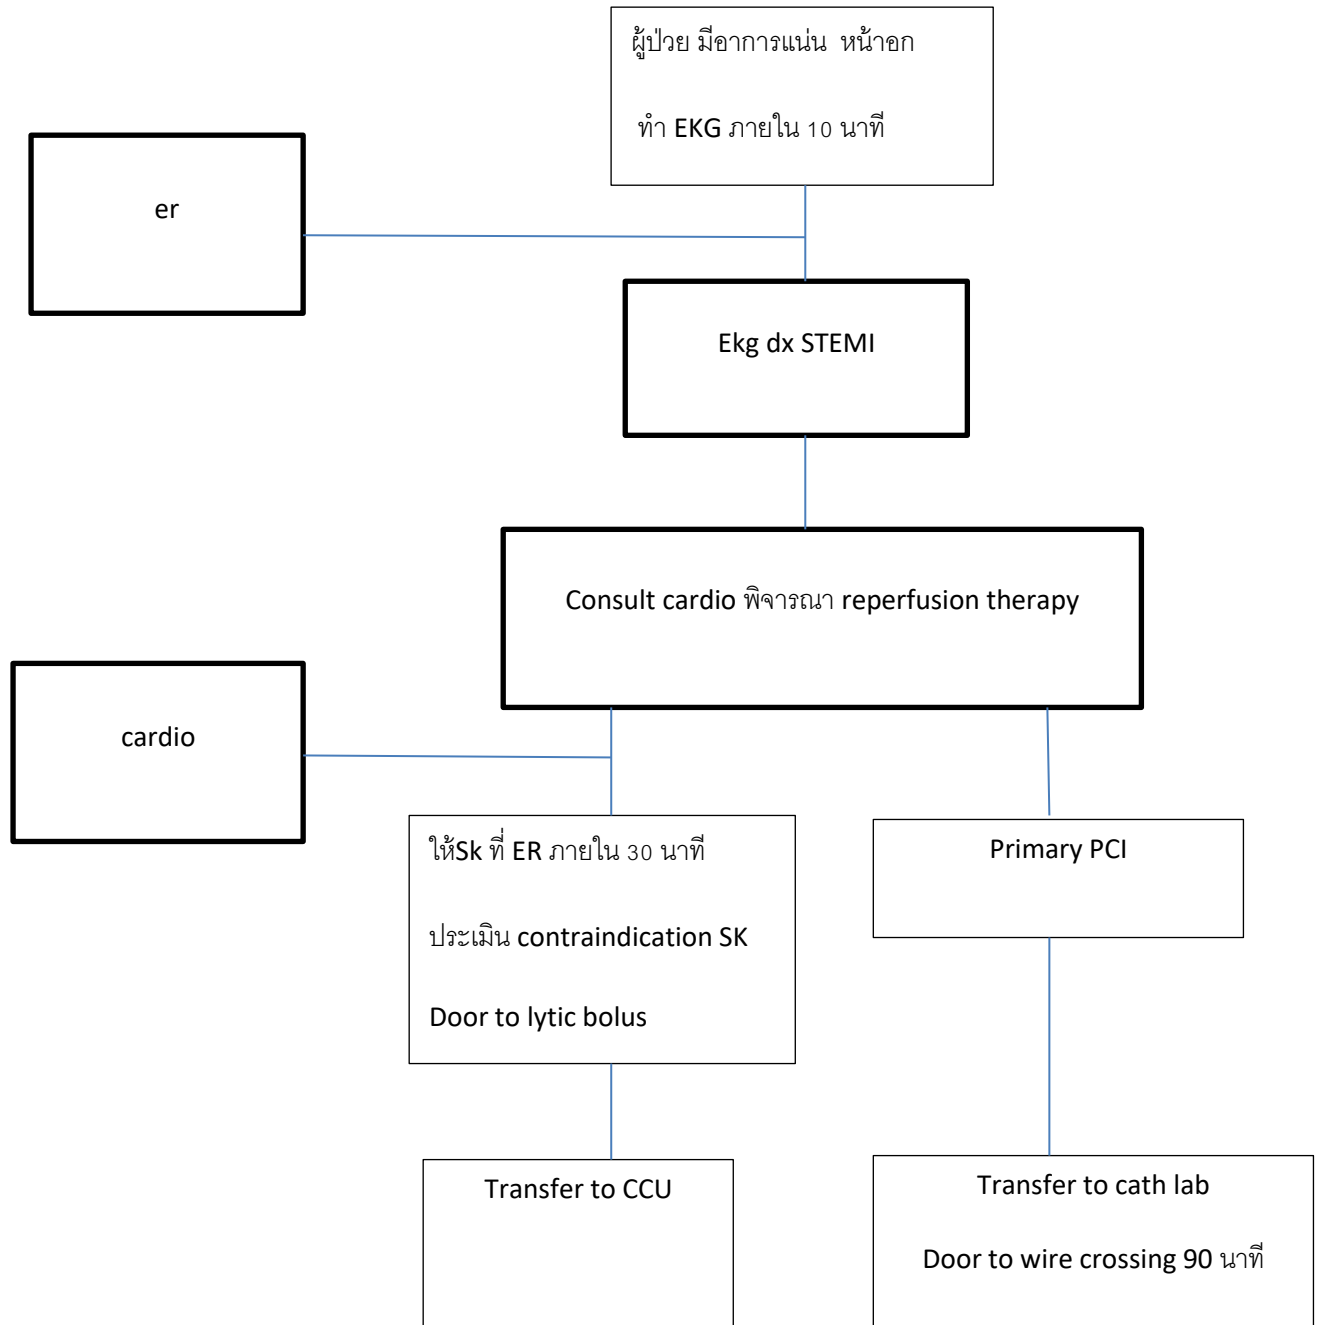 ผู้ป่วย มีอาการแน่น หน้าอก
ทำ EKG ภายใน 10 นาที
er
Ekg dx STEMI
Consult cardio พิจารณา reperfusion therapy
cardio
ให้Sk ที่ ER ภายใน 30 นาที
ประเมิน contraindication SK
Door to lytic bolus
Primary PCI
Transfer to CCU
Transfer to cath lab
Door to wire crossing 90 นาที